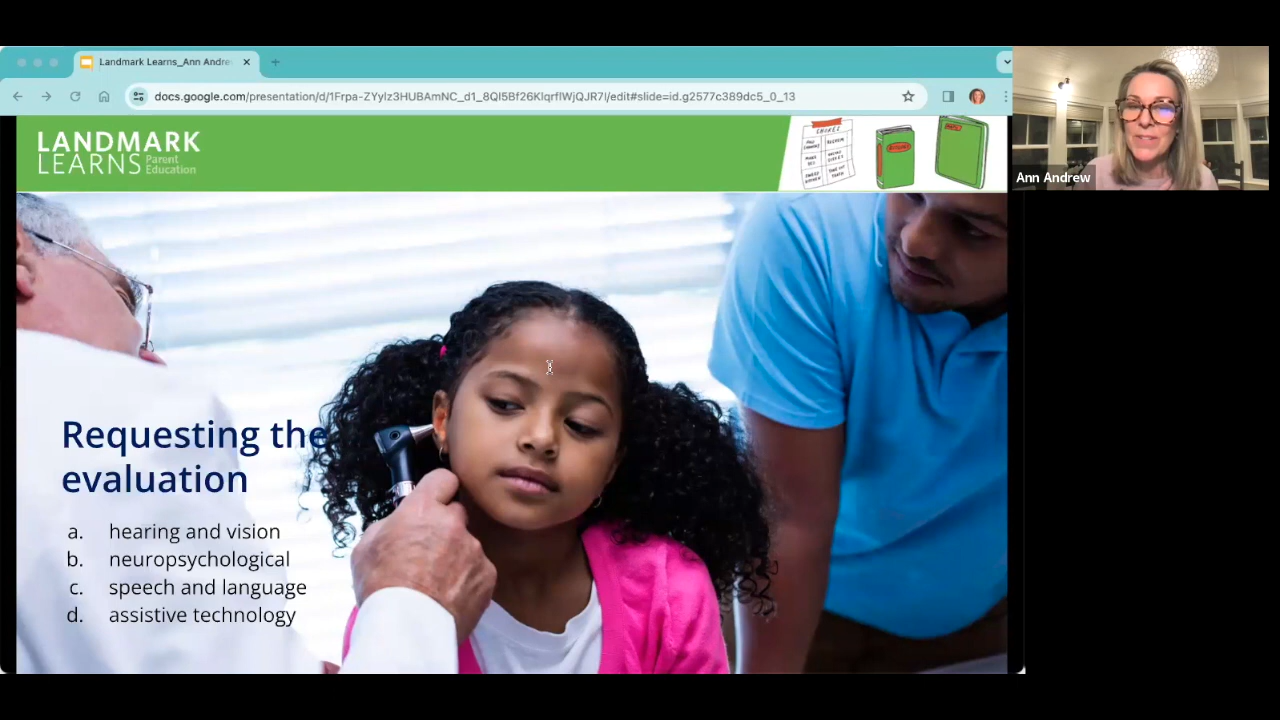 Landmark Learns_Ann Andre
docs.google.com/presentation/d/1Frpa-ZYylz3HUBAmNC_d1_8QI5Bf26KlqrflWjQJR7I/edit#slide=id.g2577c389dc5_0_13
LANDMARK
LEARNS Parent Education
CHORES
Ann Andrew
Requesting the
evaluation
a. hearing and vision
b. neuropsychological
c. speech and language
d. assistive technology